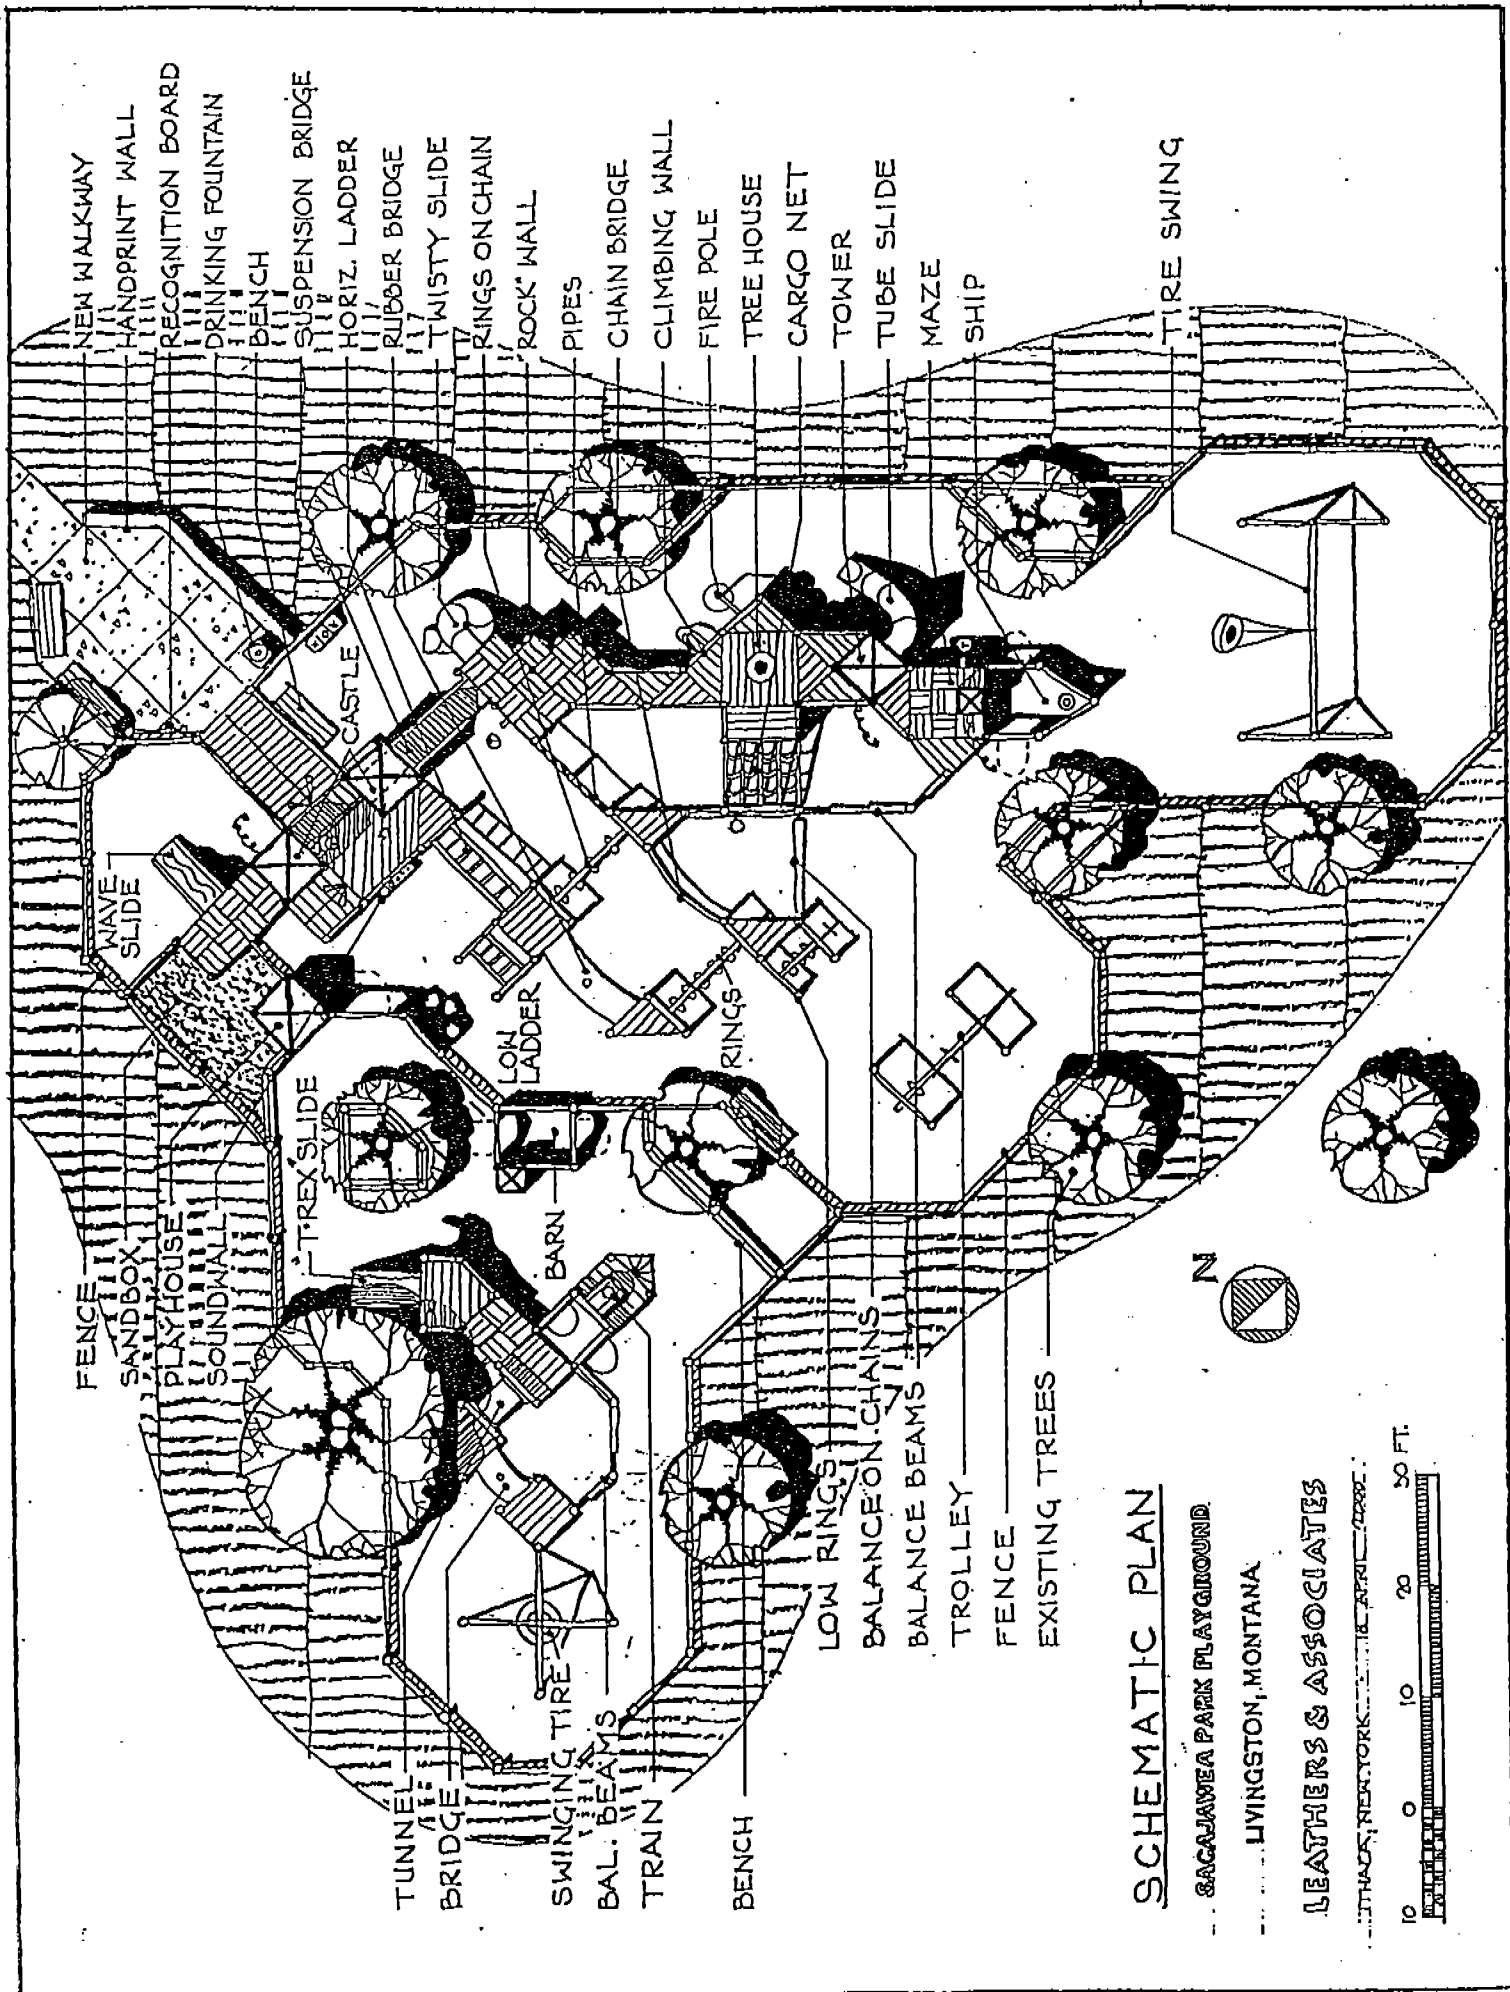 NEW WALKWAY
HANDPRINT WALL
RECOGNITION BOARD
DRINKING FOUNTAIN
BENCH
SUSPENSION BRIDGE
HORIZ. LADDER
RUBBER BRIDGE
TWISTY SLIDE
RINGS ON CHAIN
"ROCK" WALL
PIPES
CHAIN BRIDGE
CLIMBING WALL
FIRE POLE
TREE HOUSE
CARGO NET
TOWER
TUBE SLIDE
MAZE
SHIP
TIRE SWING
CASTLE
WAVE
SLIDE
LOW
LADDER
RINGS
"T-REX" SLIDE
BARN
FENCE
SANDBOX
PLAYHOUSE
SOUNDWALL
TUNNEL
BRIDGE
SWINGING TIRE
BAL. BEAMS
TRAIN
BENCH
LOW RINGS
BALANCE ON CHAINS
BALANCE BEAMS
TROLLEY
FENCE
EXISTING TREES
N
SCHEMATIC PLAN
SACAJAWEA PARK PLAYGROUND
LIVINGSTON, MONTANA
LEATHERS & ASSOCIATES
ITHACA, NEW YORK APRIL
10 0 10 20 30 FT.